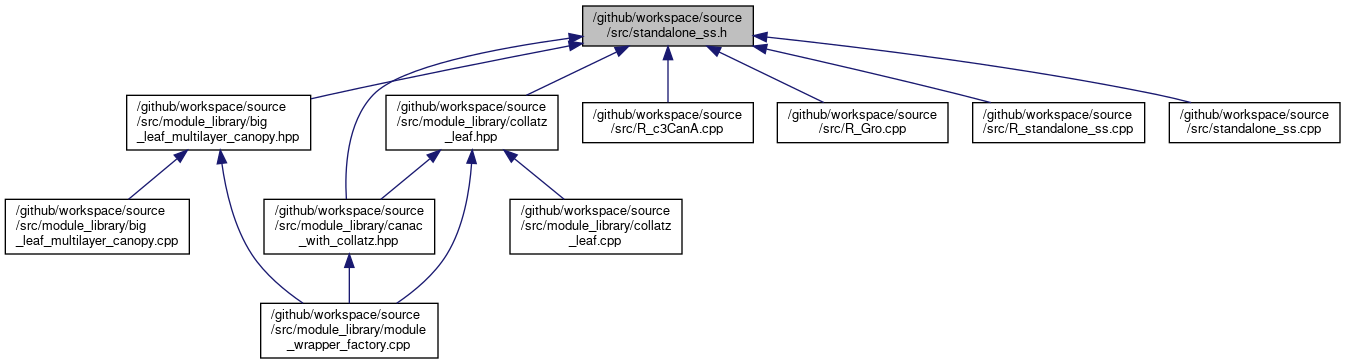 /github/workspace/source
/src/standalone_ss.h
/github/workspace/source
/src/module_library/big
_leaf_multilayer_canopy.hpp
/github/workspace/source
/src/module_library/collatz
_leaf.hpp
/github/workspace/source
/src/R_c3CanA.cpp
/github/workspace/source
/src/R_Gro.cpp
/github/workspace/source
/src/R_standalone_ss.cpp
/github/workspace/source
/src/standalone_ss.cpp
/github/workspace/source
/src/module_library/big
_leaf_multilayer_canopy.cpp
/github/workspace/source
/src/module_library/canac
_with_collatz.hpp
/github/workspace/source
/src/module_library/collatz
_leaf.cpp
/github/workspace/source
/src/module_library/module
_wrapper_factory.cpp